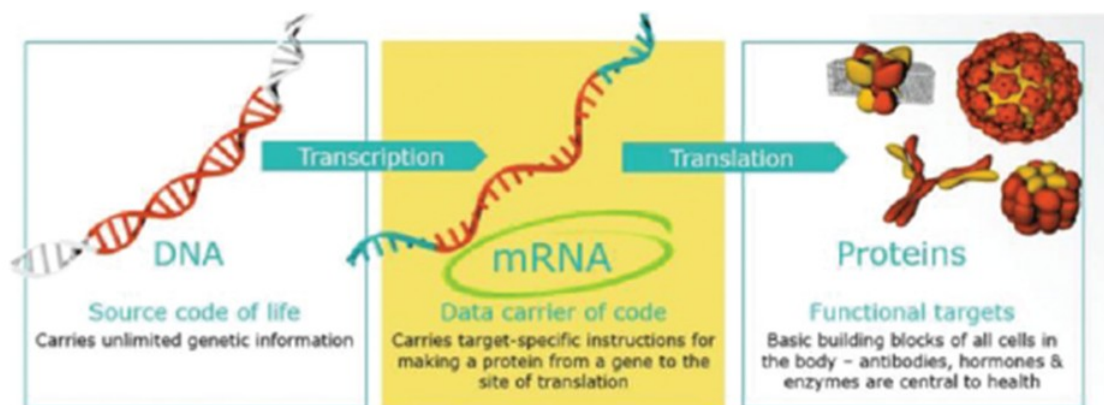 Transcription
Translation
DNA
Source code of life
Carries unlimited genetic information
mRNA
Data carrier of code
Carries target-specific instructions for
making a protein from a gene to the
site of translation
Proteins
Functional targets
Basic building blocks of all cells in
the body – antibodies, hormones &
enzymes are central to health